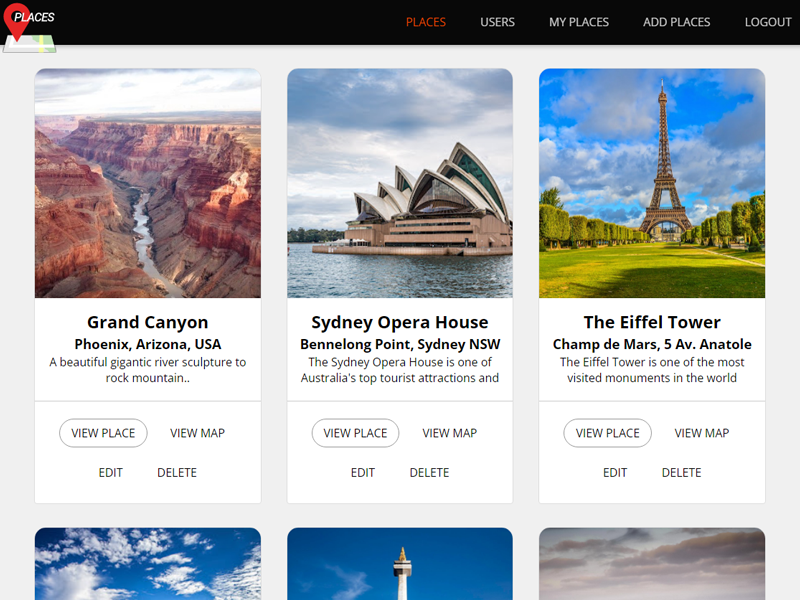 PLACES
PLACES USERS MY PLACES ADD PLACES LOGOUT
Grand Canyon
Phoenix, Arizona, USA
A beautiful gigantic river sculpture to
rock mountain..
VIEW PLACE VIEW MAP
EDIT DELETE
Sydney Opera House
Bennelong Point, Sydney NSW
The Sydney Opera House is one of
Australia's top tourist attractions and
VIEW PLACE VIEW MAP
EDIT DELETE
The Eiffel Tower
Champ de Mars, 5 Av. Anatole
The Eiffel Tower is one of the most
visited monuments in the world
VIEW PLACE VIEW MAP
EDIT DELETE